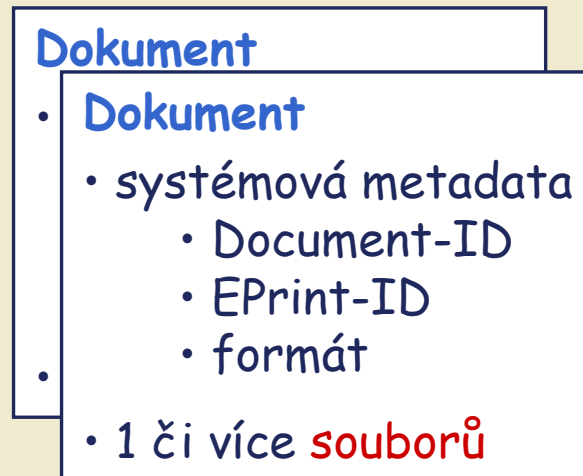 Dokument
Dokument
• systémová metadata
• Document-ID
• EPrint-ID
• formát
• 1 či více souborů